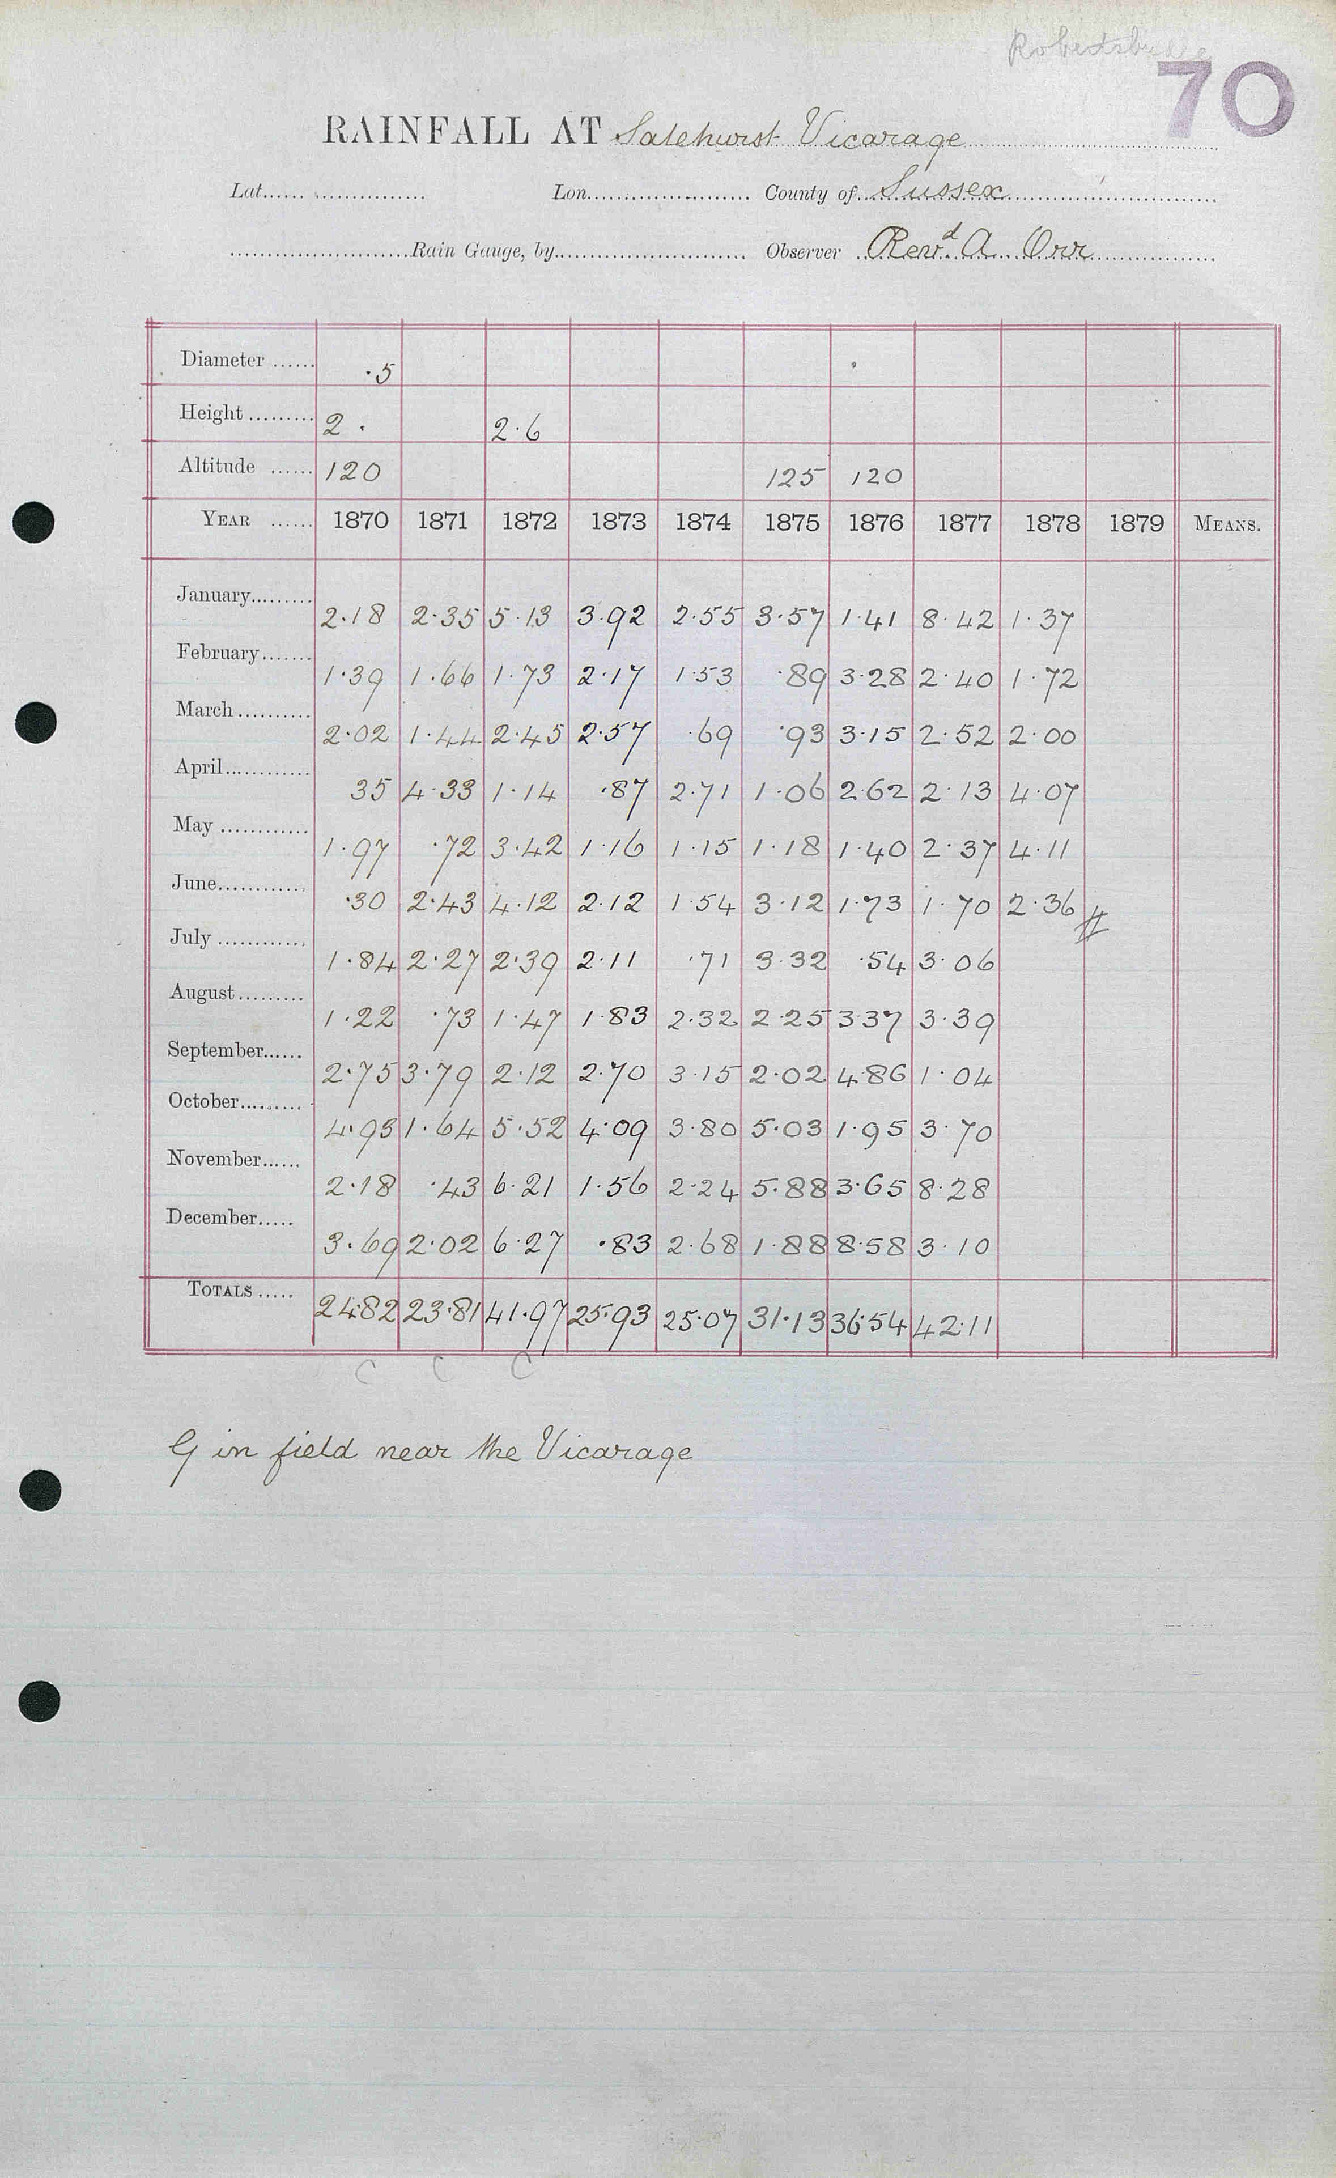 Robertsbridge
70
RAINFALL AT Salehurst Vicarage
Lat. Lon. County of Sussex
Rain Gauge, by Observer Revd A Orr
Diameter ·5
Height 2· 2·6
Altitude 120 125 120
YEAR 1870 1871 1872 1873 1874 1875 1876 1877 1878 1879 MEANS.
January 2·18 2·35 5·13 3·92 2·55 3·57 1·41 8·42 1·37
February 1·39 1·66 1·73 2·17 1·53 ·89 3·28 2·40 1·72
March 2·02 1·44 2·45 2·57 ·69 ·93 3·15 2·52 2·00
April 35 4·33 1·14 ·87 2·71 1·06 2·62 2·13 4·07
May 1·97 ·72 3·42 1·16 1·15 1·18 1·40 2·37 4·11
June ·30 2·43 4·12 2·12 1·54 3·12 1·73 1·70 2·36 #
July 1·84 2·27 2·39 2·11 ·71 3·32 ·54 3·06
August 1·22 ·73 1·47 1·83 2·32 2·25 3·37 3·39
September 2·75 3·79 2·12 2·70 3·15 2·02 4·86 1·04
October 4·93 1·64 5·52 4·09 3·80 5·03 1·95 3·70
November 2·18 ·43 6·21 1·56 2·24 5·88 3·65 8·28
December 3·69 2·02 6·27 ·83 2·68 1·88 8·58 3·10
TOTALS 24·82 23·81 41·97 25·93 25·07 31·13 36·54 42·11
C C C
G in field near the Vicarage